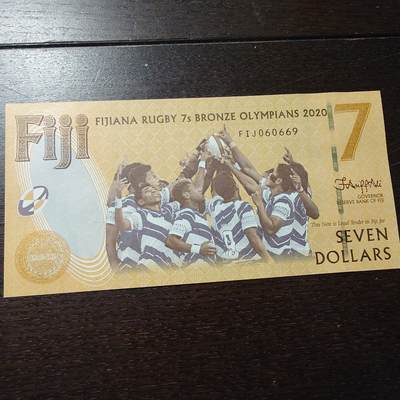 Fiji
FIJIANA RUGBY 7s BRONZE OLYMPIANS 2020
FIJ060669
7
GOVERNOR
RESERVE BANK OF FIJI
This Note is Legal Tender in Fiji for
SEVEN
DOLLARS
9